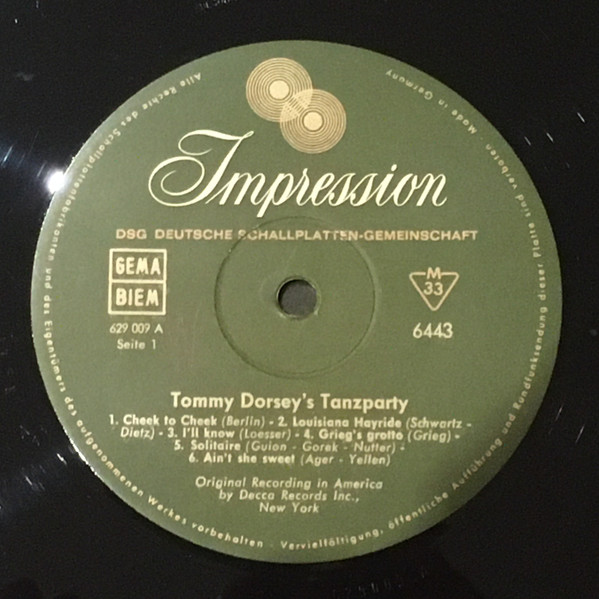 Impression
DSG DEUTSCHE SCHALLPLATTEN-GEMEINSCHAFT
GEMA
BIEM
629 009 A
Seite 1
M
33
6443
Tommy Dorsey's Tanzparty
1. Cheek to Cheek (Berlin) - 2. Louisiana Hayride (Schwartz -
Dietz) - 3. I'll know (Loesser) - 4. Grieg's grotto (Grieg) -
5. Solitaire (Guion - Gorek - Nutter) -
6. Ain't she sweet (Ager - Yellen)
Original Recording in America
by Decca Records Inc.,
New York
Alle Rechte des Schallplattenfabrikanten und des Eigentümers des aufgenommenen Werkes vorbehalten - Vervielfältigung, öffentliche Aufführung und Rundfunksendung dieser Platte sind verboten
Made in Germany